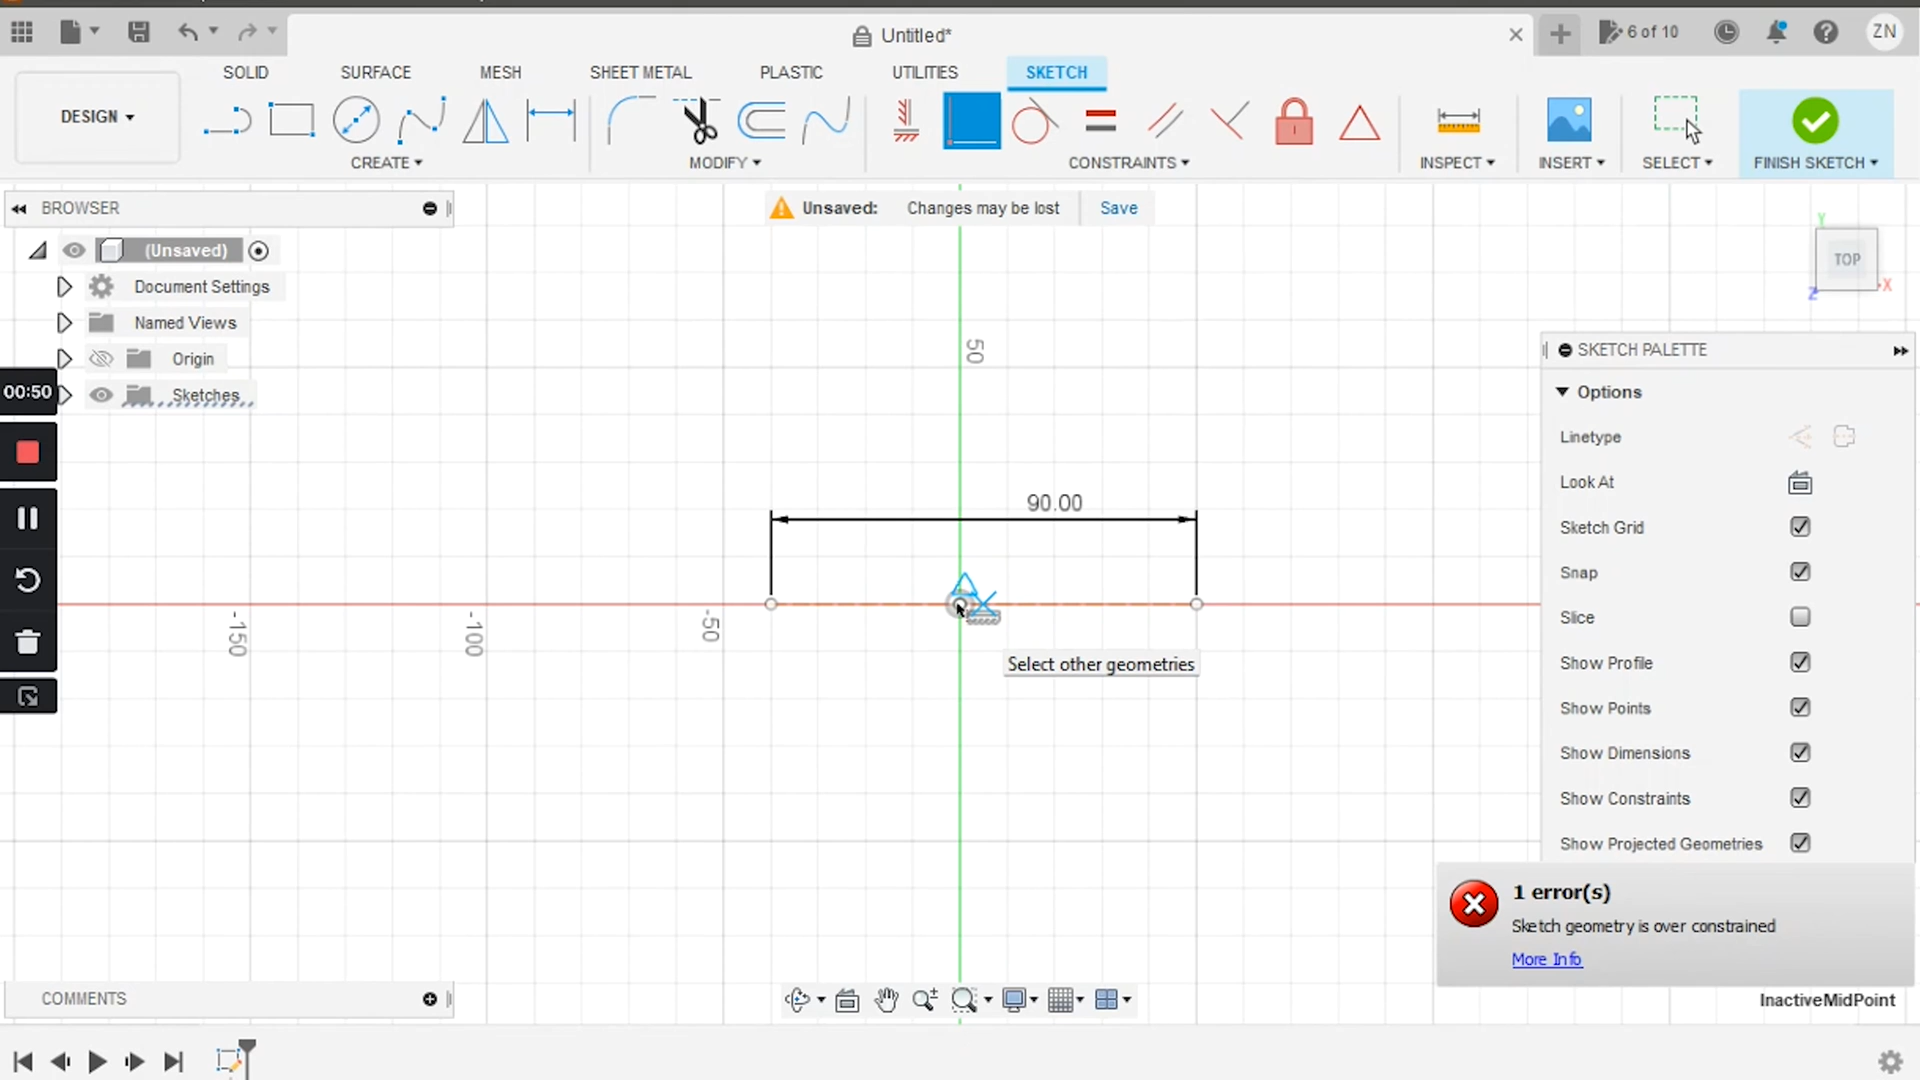 Untitled*
6 of 10
ZN
DESIGN
SOLID
SURFACE
MESH
SHEET METAL
PLASTIC
UTILITIES
SKETCH
CREATE
MODIFY
CONSTRAINTS
INSPECT
INSERT
SELECT
FINISH SKETCH
BROWSER
Unsaved: Changes may be lost Save
(Unsaved)
Document Settings
Named Views
Origin
Sketches
00:50
Y
TOP
X
Z
50
90.00
-150
-100
-50
Select other geometries
SKETCH PALETTE
Options
Linetype
Look At
Sketch Grid
Snap
Slice
Show Profile
Show Points
Show Dimensions
Show Constraints
Show Projected Geometries
1 error(s)
Sketch geometry is over constrained
More Info
COMMENTS
InactiveMidPoint